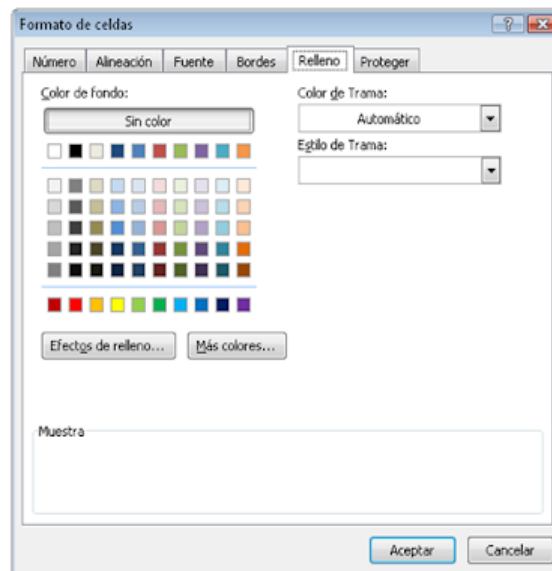 Formato de celdas
Número Alineación Fuente Bordes Relleno Proteger
Color de fondo:
Sin color
Color de Trama:
Automático
Estilo de Trama:
Efectos de relleno... Más colores...
Muestra
Aceptar Cancelar